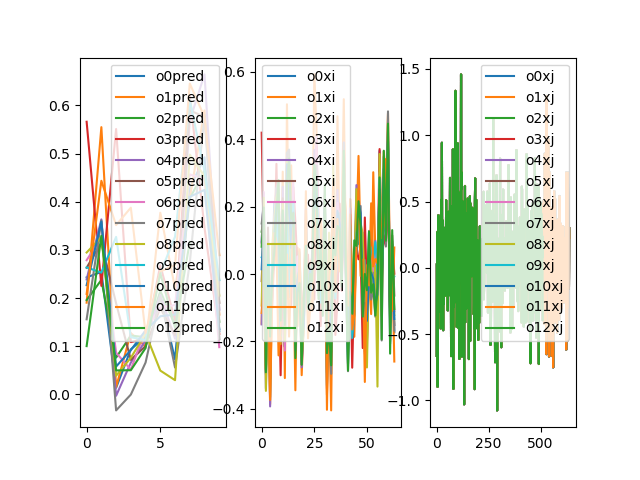 0.6
0.5
0.4
0.3
0.2
0.1
0.0
0
5
o0pred
o1pred
o2pred
o3pred
o4pred
o5pred
o6pred
o7pred
o8pred
o9pred
o10pred
o11pred
o12pred
0.6
0.4
0.2
0.0
−0.2
−0.4
0
25
50
o0xi
o1xi
o2xi
o3xi
o4xi
o5xi
o6xi
o7xi
o8xi
o9xi
o10xi
o11xi
o12xi
1.5
1.0
0.5
0.0
−0.5
−1.0
0
250
500
o0xj
o1xj
o2xj
o3xj
o4xj
o5xj
o6xj
o7xj
o8xj
o9xj
o10xj
o11xj
o12xj